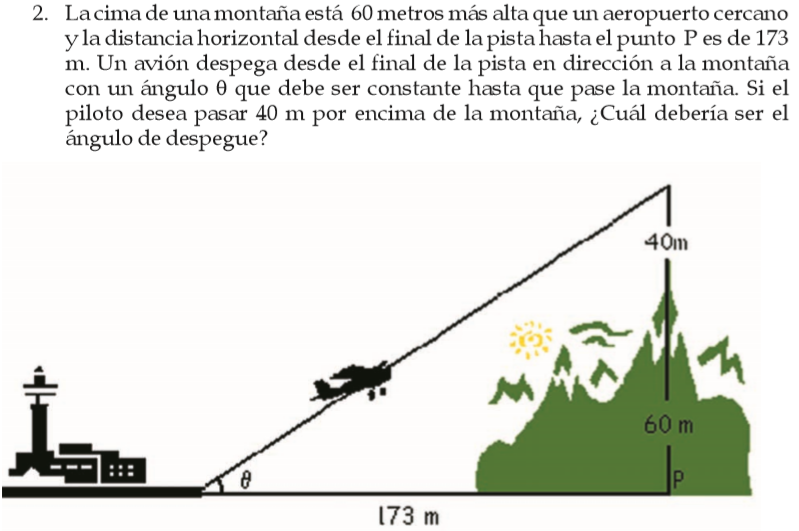 2. La cima de una montaña está 60 metros más alta que un aeropuerto cercano
y la distancia horizontal desde el final de la pista hasta el punto P es de 173
m. Un avión despega desde el final de la pista en dirección a la montaña
con un ángulo θ que debe ser constante hasta que pase la montaña. Si el
piloto desea pasar 40 m por encima de la montaña, ¿Cuál debería ser el
ángulo de despegue?
40m
60 m
θ
P
173 m